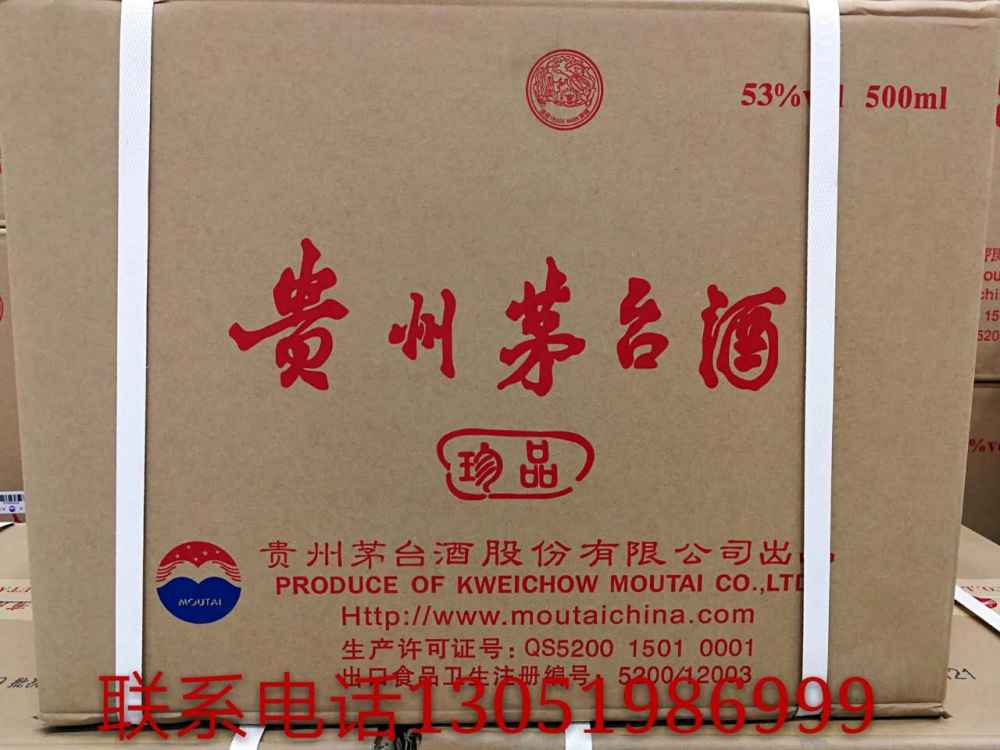 53%vol 500ml
贵州茅台酒
珍品
贵州茅台酒股份有限公司出品
PRODUCE OF KWEICHOW MOUTAI CO.,LTD
MOUTAI
Http://www.moutaichina.com
生产许可证号:QS5200 1501 0001
出口食品卫生注册编号:5200/12003
联系电话13051986999